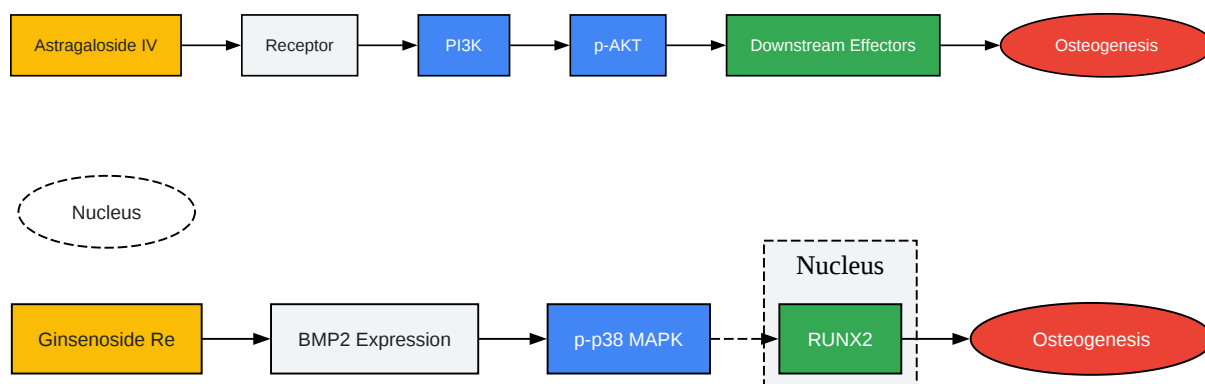 Astragaloside IV
Receptor
PI3K
p-AKT
Downstream Effectors
Osteogenesis
Nucleus
Nucleus
Ginsenoside Re
BMP2 Expression
p-p38 MAPK
RUNX2
Osteogenesis